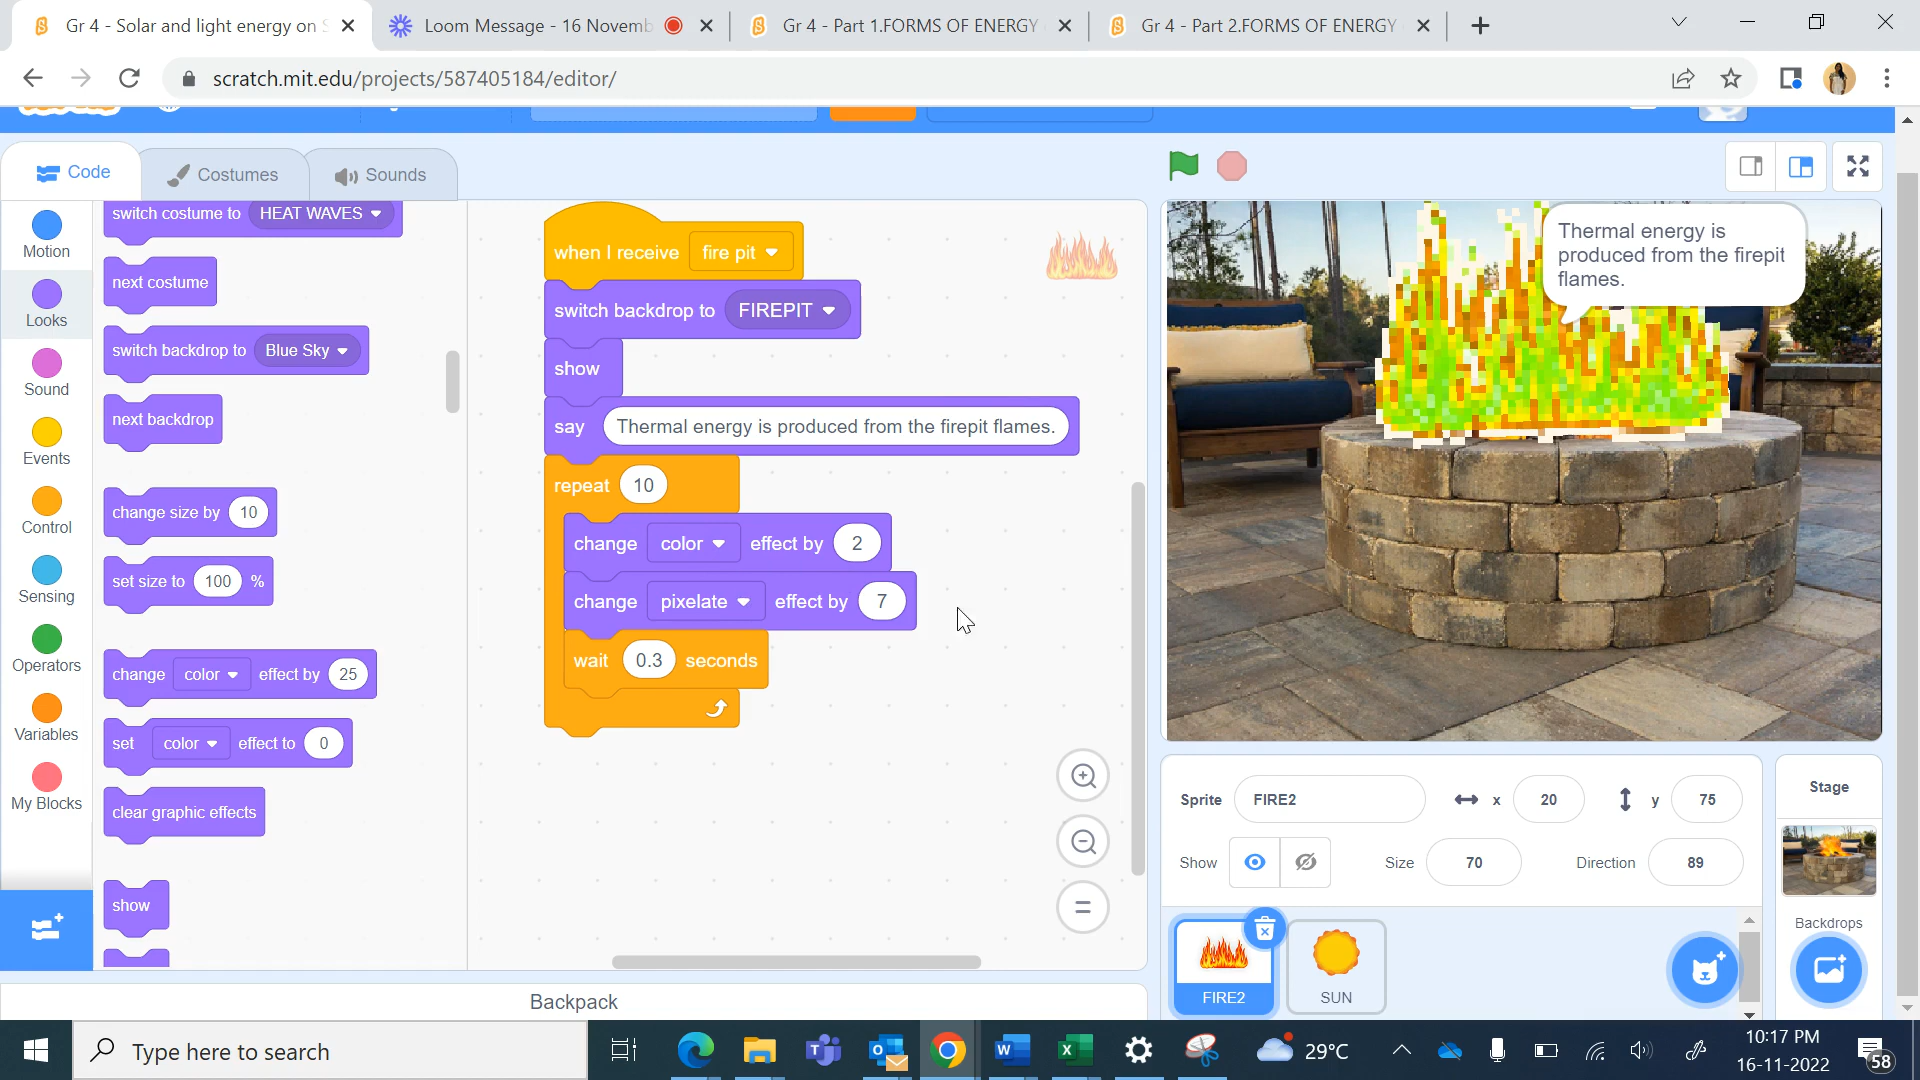 Gr 4 - Solar and light energy on S
Loom Message - 16 Novemb
Gr 4 - Part 1.FORMS OF ENERGY
Gr 4 - Part 2.FORMS OF ENERGY
scratch.mit.edu/projects/587405184/editor/
Code
Costumes
Sounds
Motion
Looks
Sound
Events
Control
Sensing
Operators
Variables
My Blocks
switch costume to HEAT WAVES
next costume
switch backdrop to Blue Sky
next backdrop
change size by 10
set size to 100 %
change color effect by 25
set color effect to 0
clear graphic effects
show
when I receive fire pit
switch backdrop to FIREPIT
show
say Thermal energy is produced from the firepit flames.
repeat 10
change color effect by 2
change pixelate effect by 7
wait 0.3 seconds
Thermal energy is
produced from the firepit
flames.
Sprite FIRE2 x 20 y 75
Show Size 70 Direction 89
FIRE2
SUN
Stage
Backdrops
Backpack
Type here to search
29°C
10:17 PM
16-11-2022
58